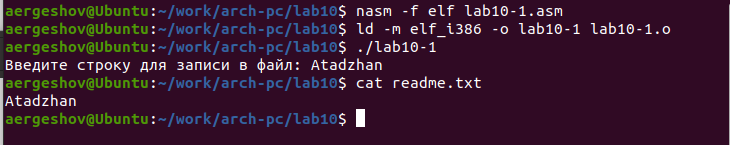 aergeshov@Ubuntu:~/work/arch-pc/lab10$ nasm -f elf lab10-1.asm
aergeshov@Ubuntu:~/work/arch-pc/lab10$ ld -m elf_i386 -o lab10-1 lab10-1.o
aergeshov@Ubuntu:~/work/arch-pc/lab10$ ./lab10-1
Введите строку для записи в файл: Atadzhan
aergeshov@Ubuntu:~/work/arch-pc/lab10$ cat readme.txt
Atadzhan
aergeshov@Ubuntu:~/work/arch-pc/lab10$